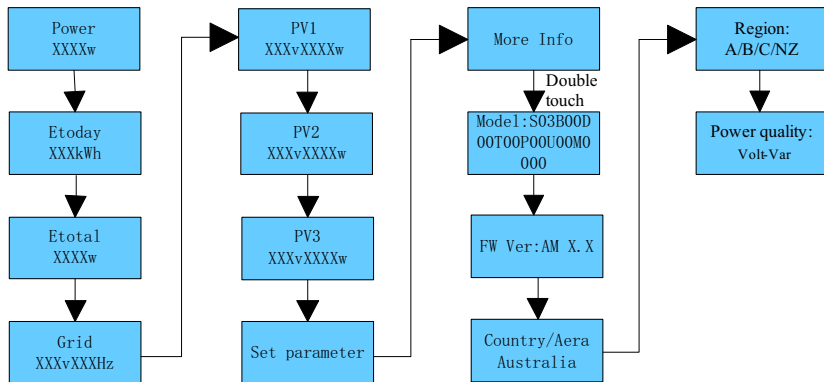 Power
XXXXw
Etoday
XXXkWh
Etotal
XXXXw
Grid
XXXvXXXHz
PV1
XXXvXXXXw
PV2
XXXvXXXXw
PV3
XXXvXXXXw
Set parameter
More Info
Double
touch
Model:S03B00D
00T00P00U00M0
000
FW Ver:AM X.X
Country/Aera
Australia
Region:
A/B/C/NZ
Power quality:
Volt-Var